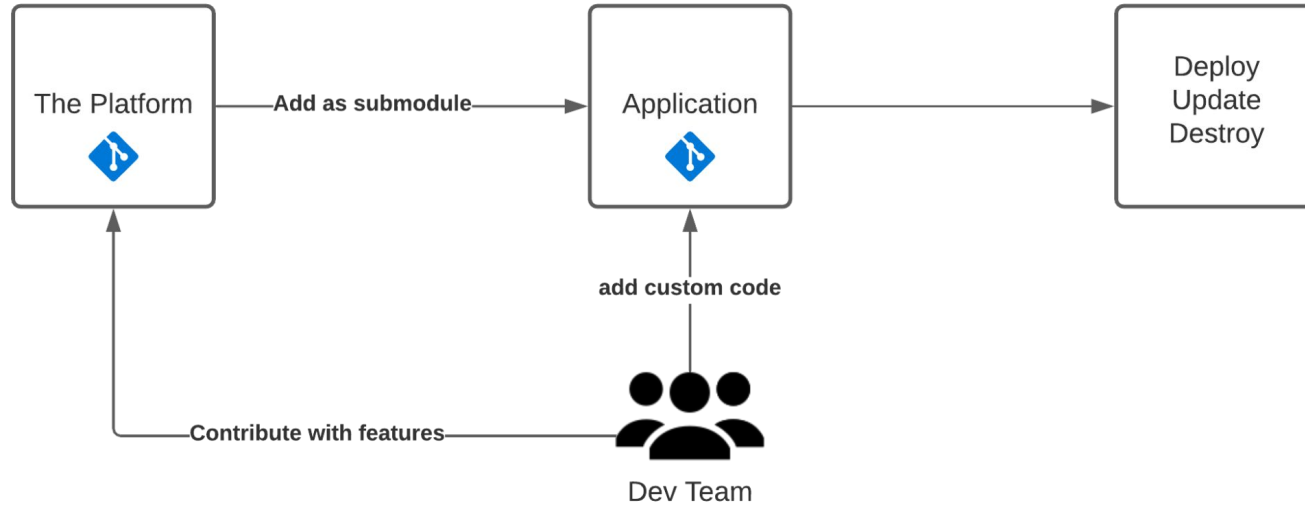 The Platform
Add as submodule
Application
Deploy
Update
Destroy
add custom code
Contribute with features
Dev Team